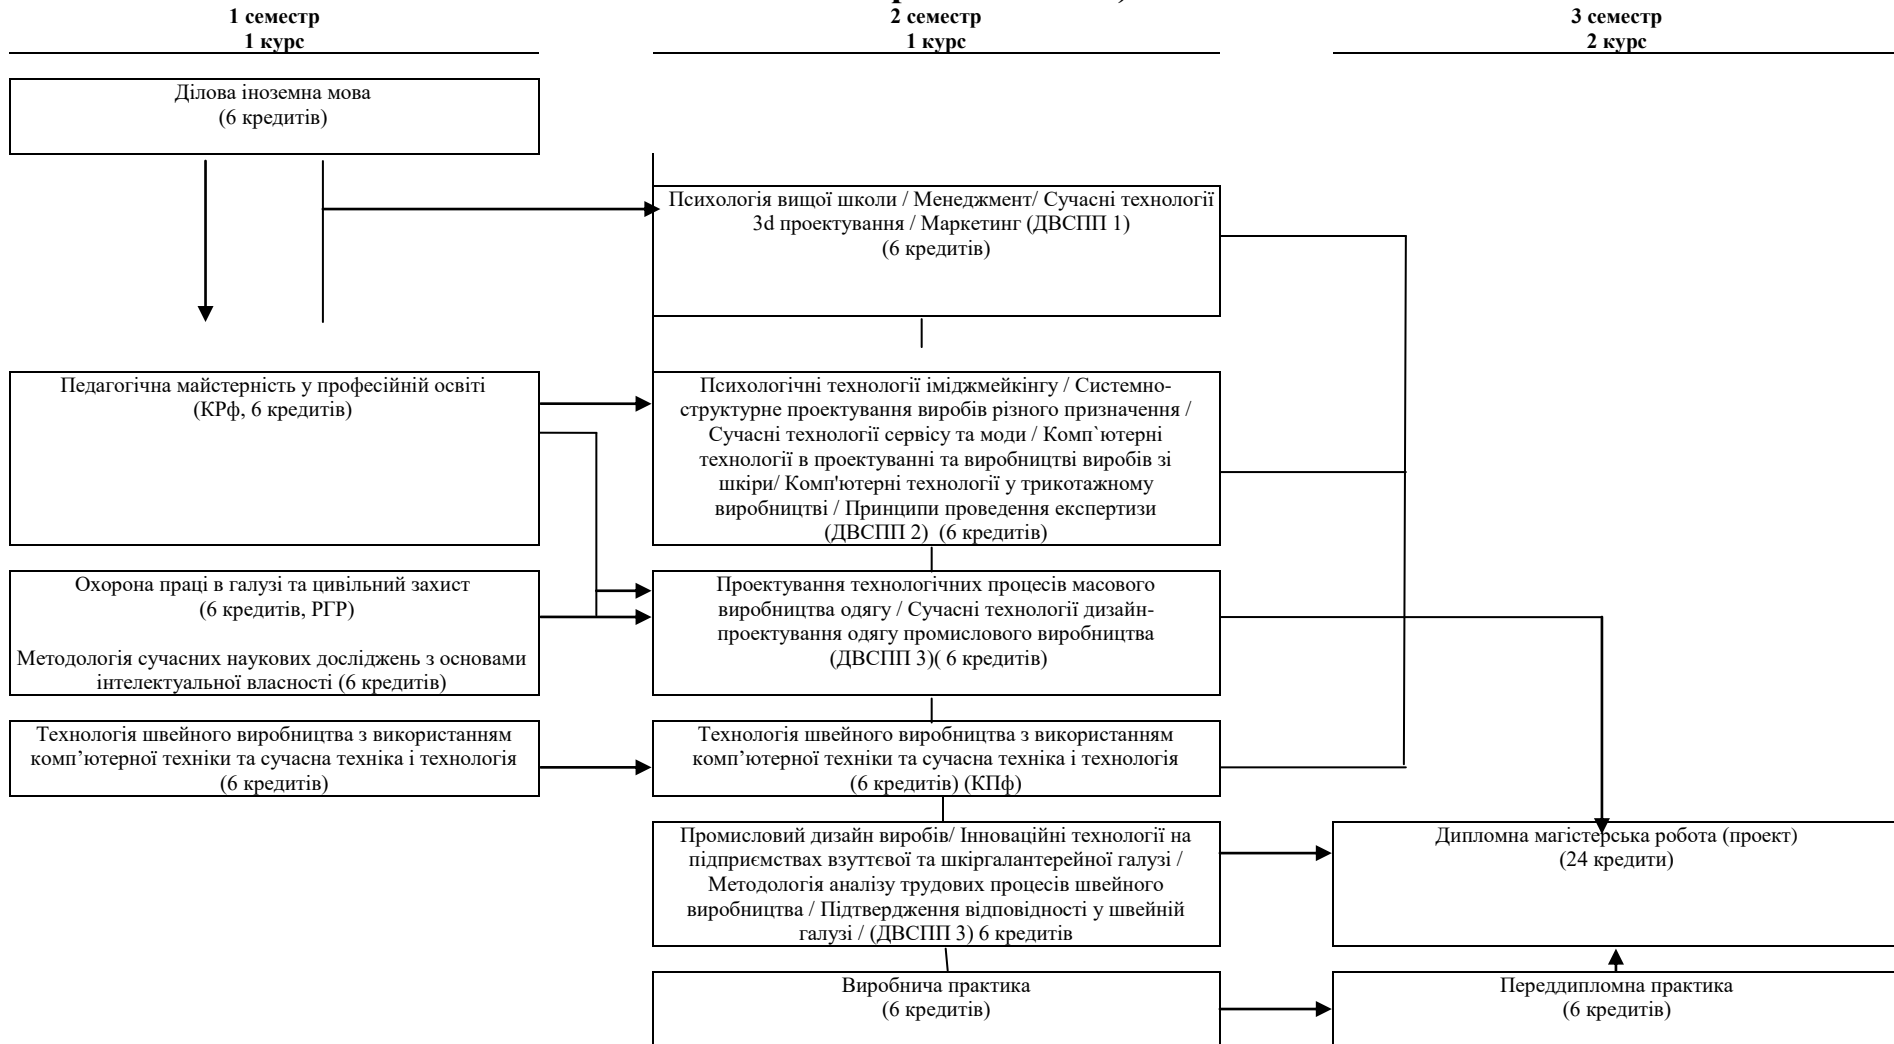 1 семестр
1 курс
2 семестр
1 курс
3 семестр
2 курс
Ділова іноземна мова
(6 кредитів)
Психологія вищої школи / Менеджмент/ Сучасні технології
3d проектування / Маркетинг (ДВСПП 1)
(6 кредитів)
Педагогічна майстерність у професійній освіті
(КРф, 6 кредитів)
Психологічні технології іміджмейкінгу / Системно-
структурне проектування виробів різного призначення /
Сучасні технології сервісу та моди / Комп`ютерні
технології в проектуванні та виробництві виробів зі
шкіри/ Комп'ютерні технології у трикотажному
виробництві / Принципи проведення експертизи
(ДВСПП 2) (6 кредитів)
Охорона праці в галузі та цивільний захист
(6 кредитів, РГР)
Методологія сучасних наукових досліджень з основами
інтелектуальної власності (6 кредитів)
Проектування технологічних процесів масового
виробництва одягу / Сучасні технології дизайн-
проектування одягу промислового виробництва
(ДВСПП 3)( 6 кредитів)
Технологія швейного виробництва з використанням
комп’ютерної техніки та сучасна техніка і технологія
(6 кредитів)
Технологія швейного виробництва з використанням
комп’ютерної техніки та сучасна техніка і технологія
(6 кредитів) (КПф)
Промисловий дизайн виробів/ Інноваційні технології на
підприємствах взуттєвої та шкіргалантерейної галузі /
Методологія аналізу трудових процесів швейного
виробництва / Підтвердження відповідності у швейній
галузі / (ДВСПП 3) 6 кредитів
Дипломна магістерська робота (проект)
(24 кредити)
Виробнича практика
(6 кредитів)
Переддипломна практика
(6 кредитів)